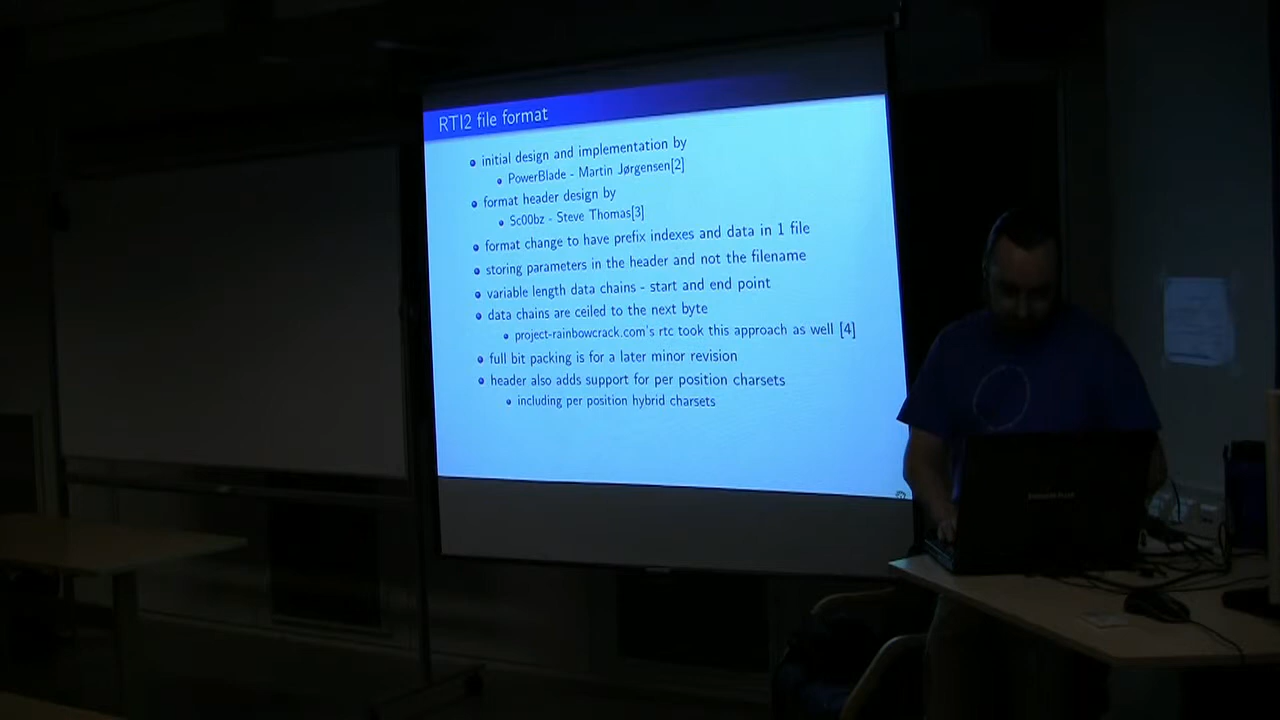 RTI2 file format
initial design and implementation by
PowerBlade - Martin Jørgensen[2]
format header design by
Sc00bz - Steve Thomas[3]
format change to have prefix indexes and data in 1 file
storing parameters in the header and not the filename
variable length data chains - start and end point
data chains are ceiled to the next byte
project-rainbowcrack.com's rtc took this approach as well [4]
full bit packing is for a later minor revision
header also adds support for per position charsets
including per position hybrid charsets